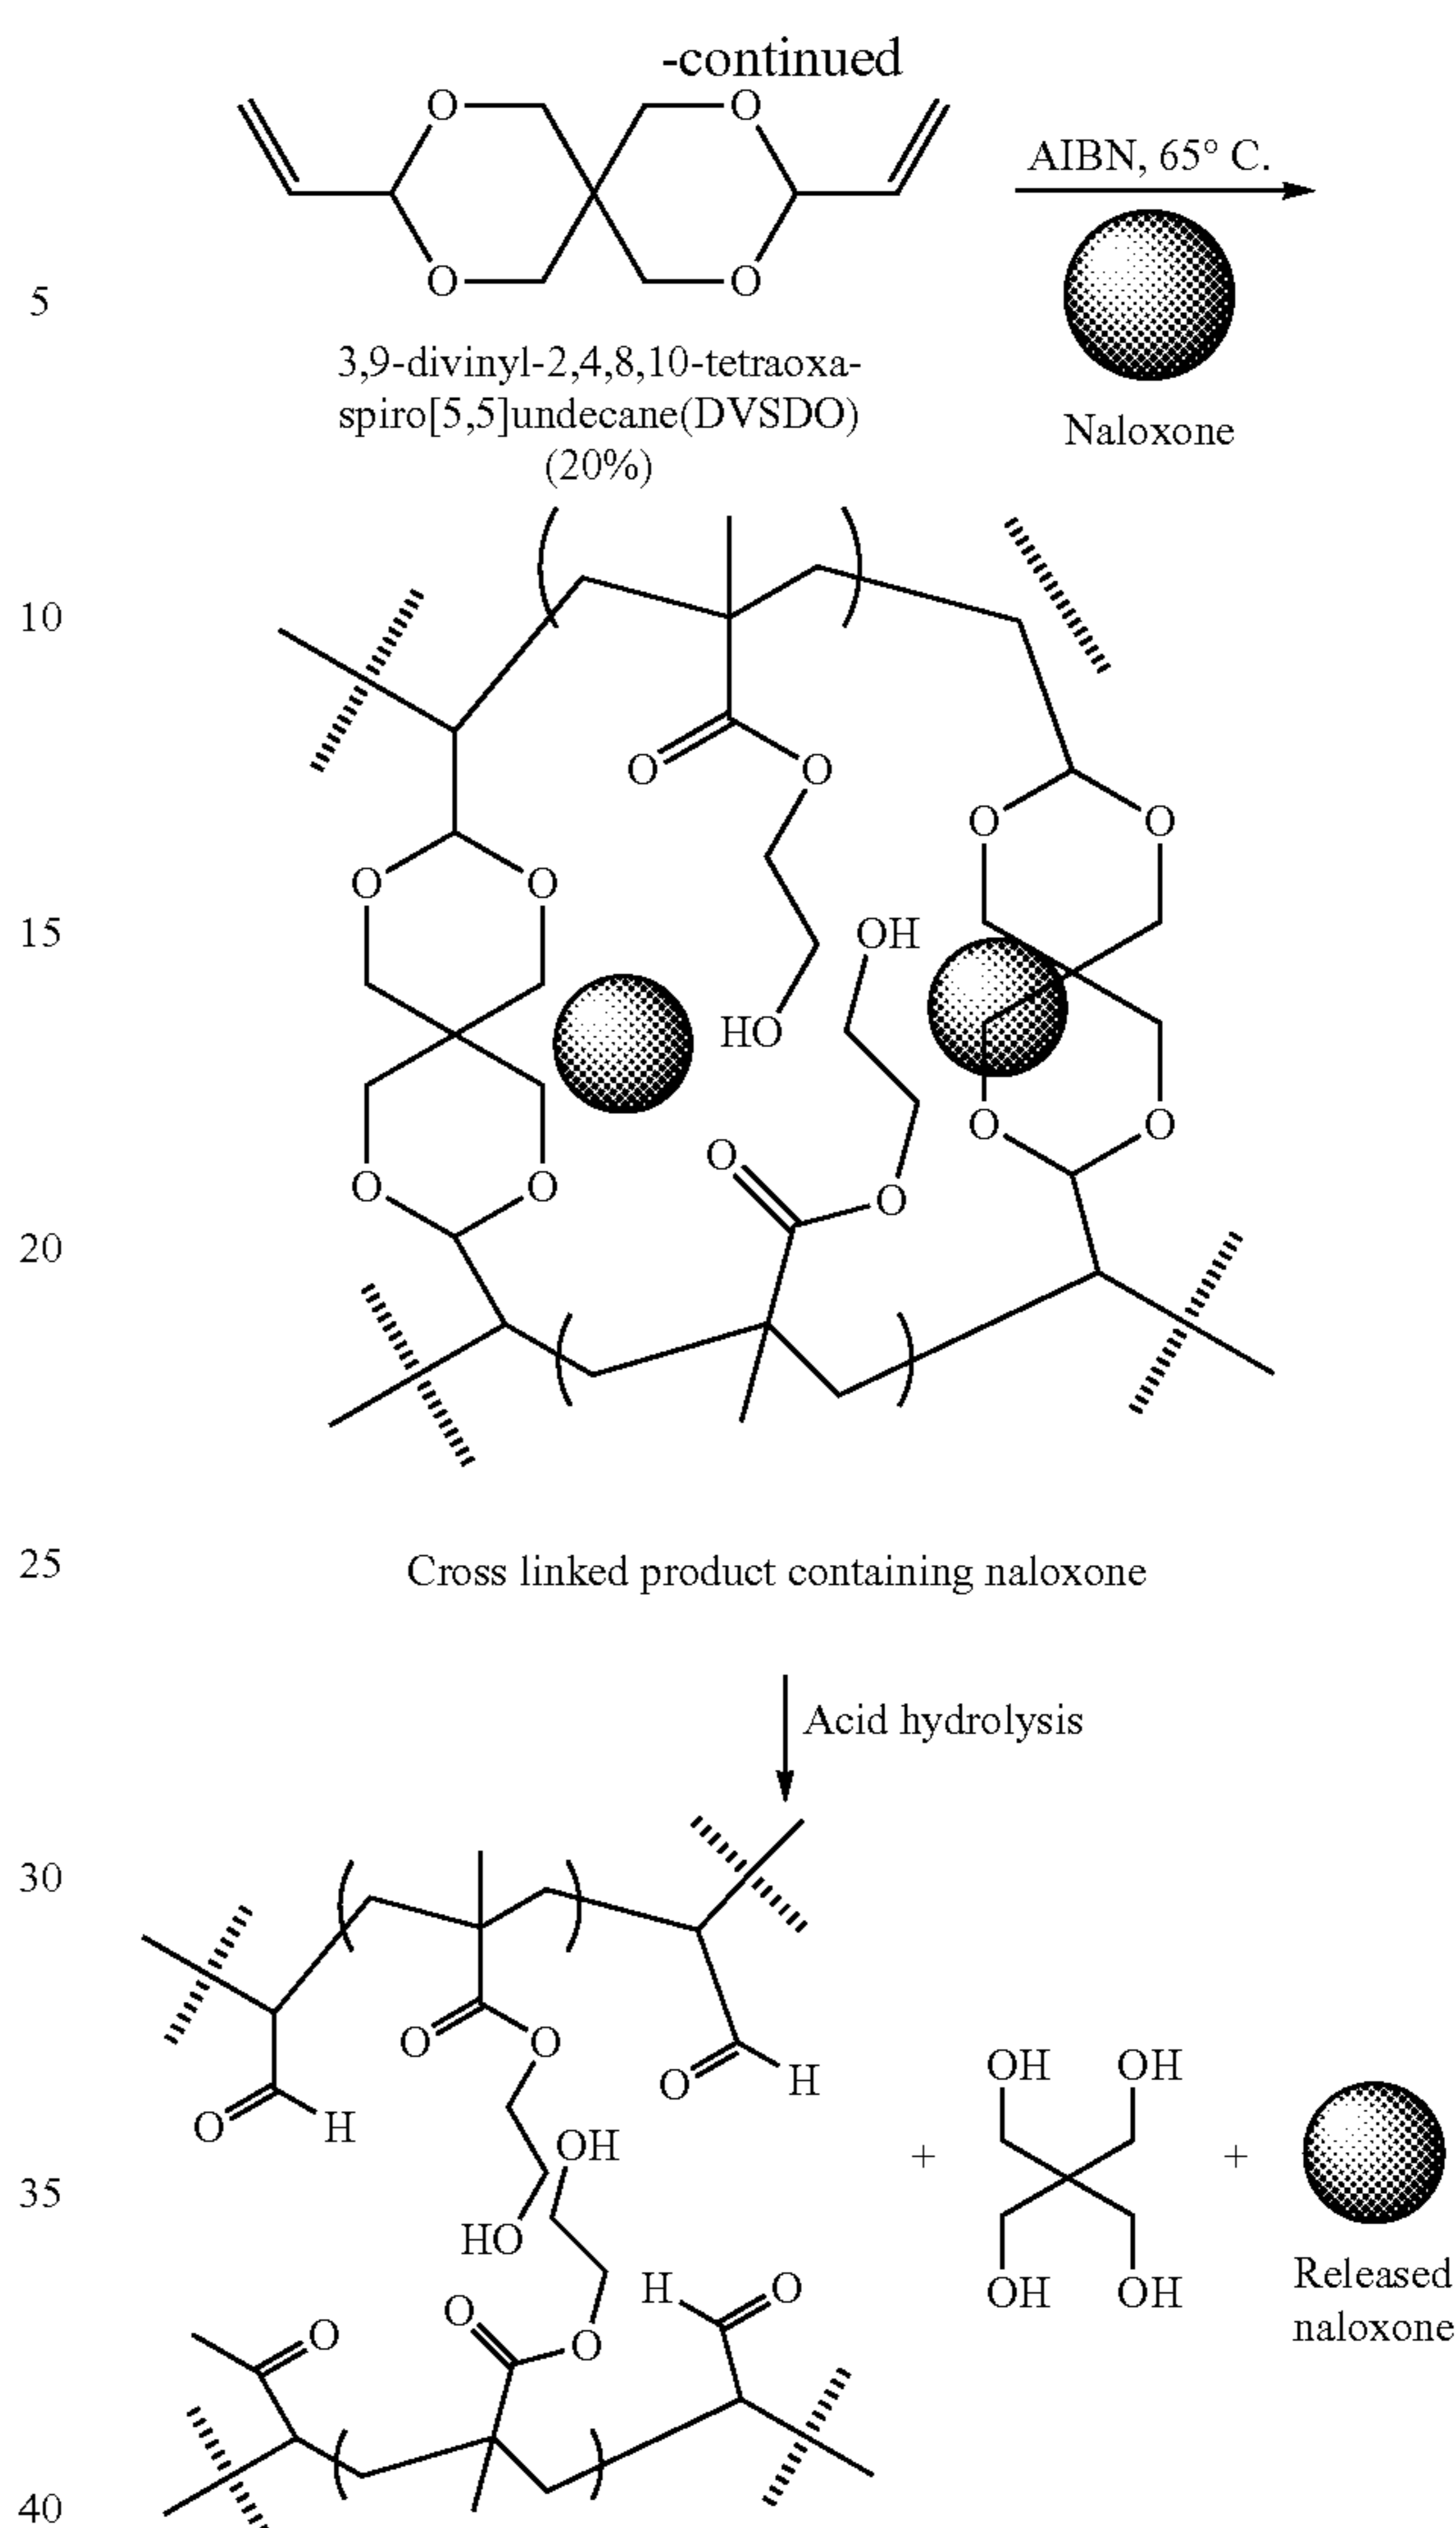 -continued
O
O
AIBN, 65° C.
O
O
5
3,9-divinyl-2,4,8,10-tetraoxa-
spiro[5,5]undecane(DVSDO)
(20%)
Naloxone
10
O
O
O
O
O
O
15
OH
HO
O
O
O
O
O
O
20
25
Cross linked product containing naloxone
Acid hydrolysis
30
O
O
O
H
O
H
OH
OH
OH
+
+
35
HO
H
O
OH
OH
O
O
O
Released
naloxone
40